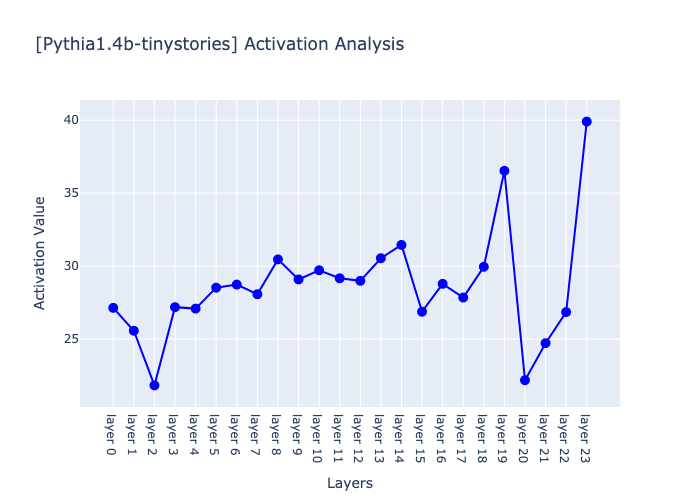 [Pythia1.4b-tinystories] Activation Analysis
40
35
30
25
Activation Value
layer 0
layer 1
layer 2
layer 3
layer 4
layer 5
layer 6
layer 7
layer 8
layer 9
layer 10
layer 11
layer 12
layer 13
layer 14
layer 15
layer 16
layer 17
layer 18
layer 19
layer 20
layer 21
layer 22
layer 23
Layers